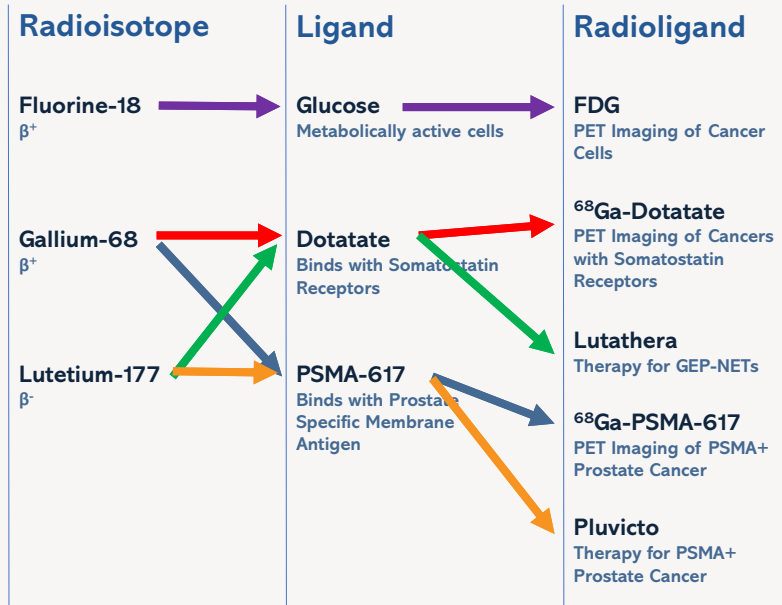 Radioisotope
Fluorine-18
β⁺
Gallium-68
β⁺
Lutetium-177
β⁻
Ligand
Glucose
Metabolically active cells
Dotatate
Binds with Somatostatin
Receptors
PSMA-617
Binds with Prostate
Specific Membrane
Antigen
Radioligand
FDG
PET Imaging of Cancer
Cells
⁶⁸Ga-Dotatate
PET Imaging of Cancers
with Somatostatin
Receptors
Lutathera
Therapy for GEP-NETs
⁶⁸Ga-PSMA-617
PET Imaging of PSMA+
Prostate Cancer
Pluvicto
Therapy for PSMA+
Prostate Cancer